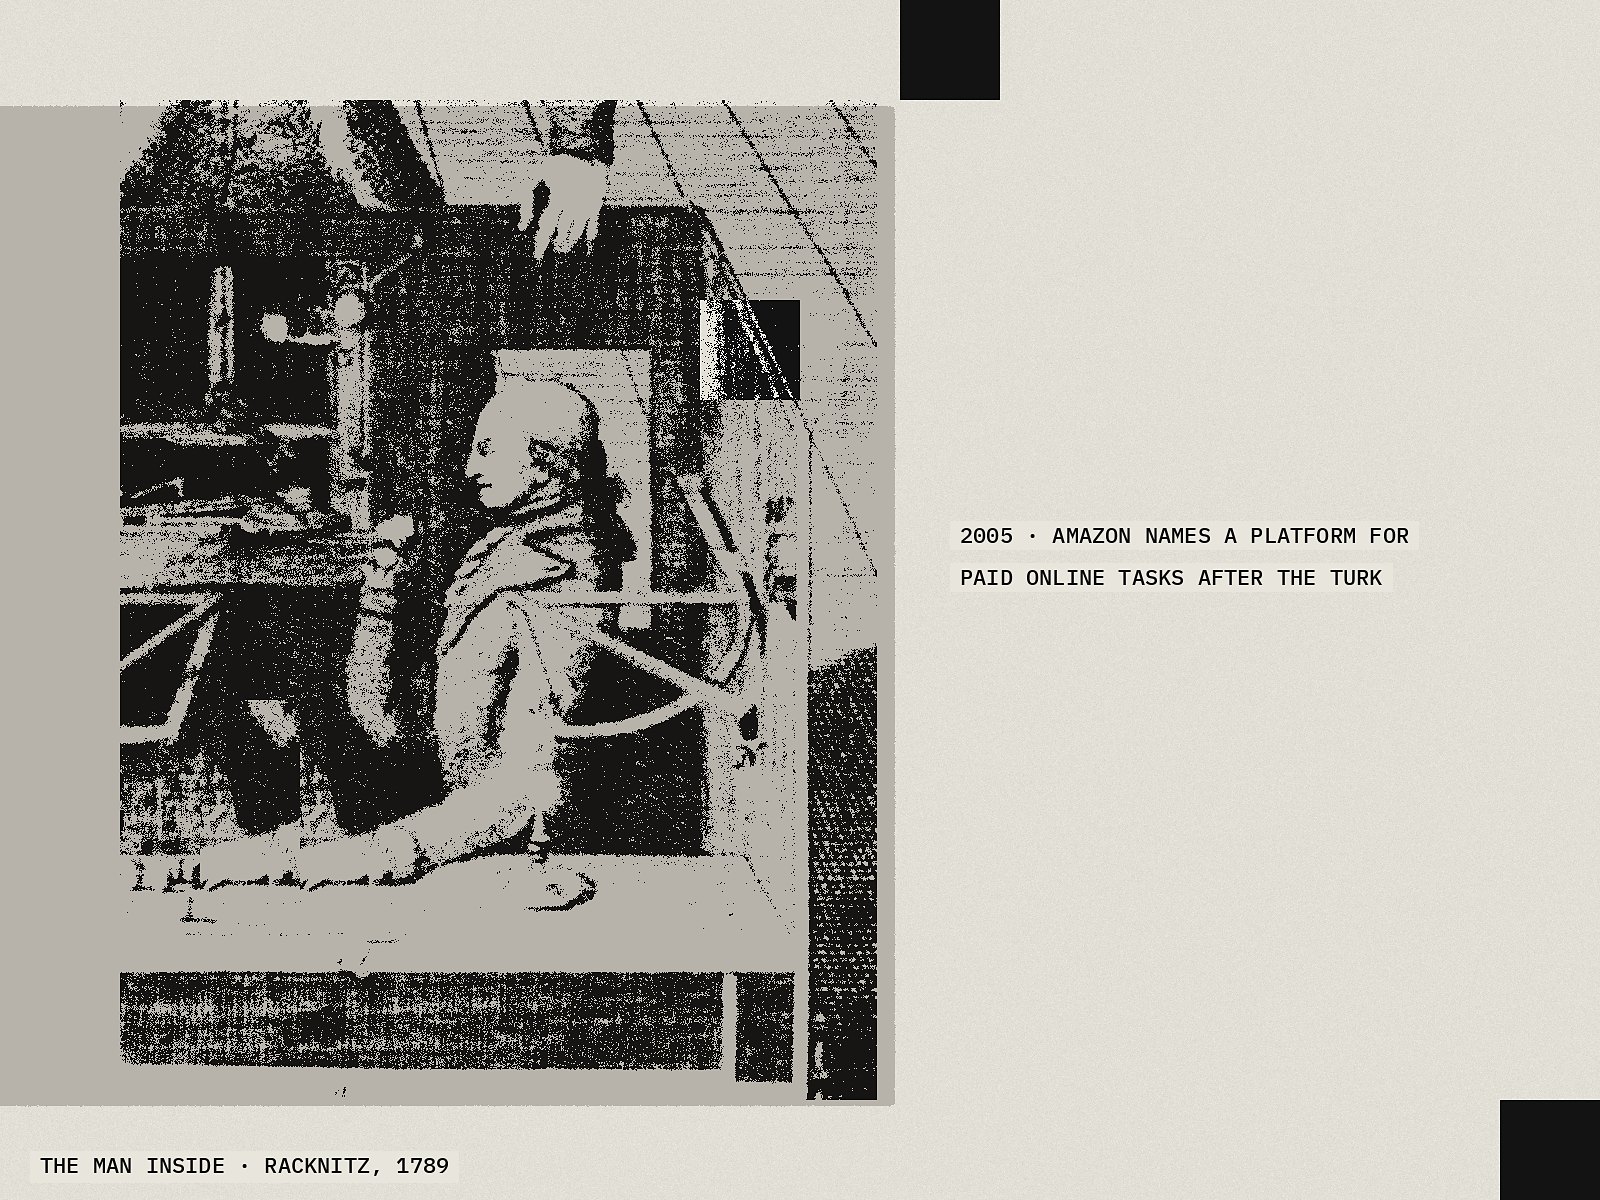 2005 · AMAZON NAMES A PLATFORM FOR
PAID ONLINE TASKS AFTER THE TURK
THE MAN INSIDE · RACKNITZ, 1789